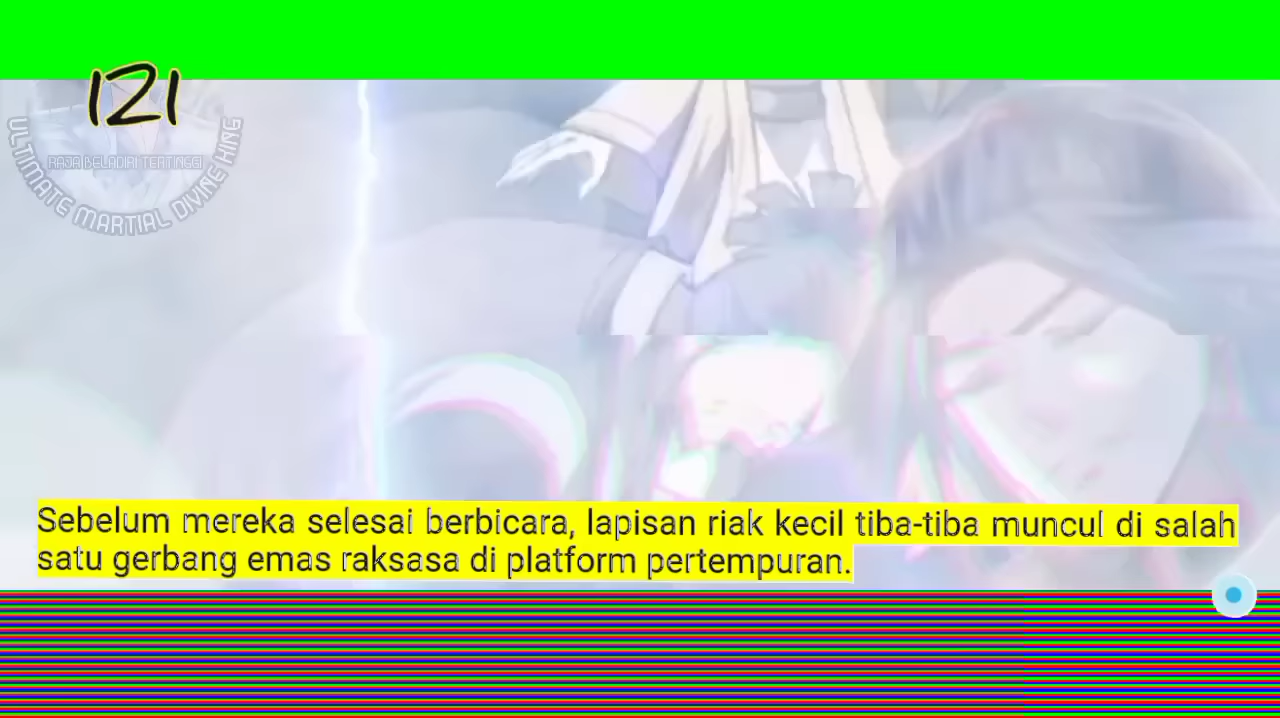 121
RAJA BELADIRI TERTINGGI
ULTIMATE MARTIAL DIVINE KING
Sebelum mereka selesai berbicara, lapisan riak kecil tiba-tiba muncul di salah
satu gerbang emas raksasa di platform pertempuran.